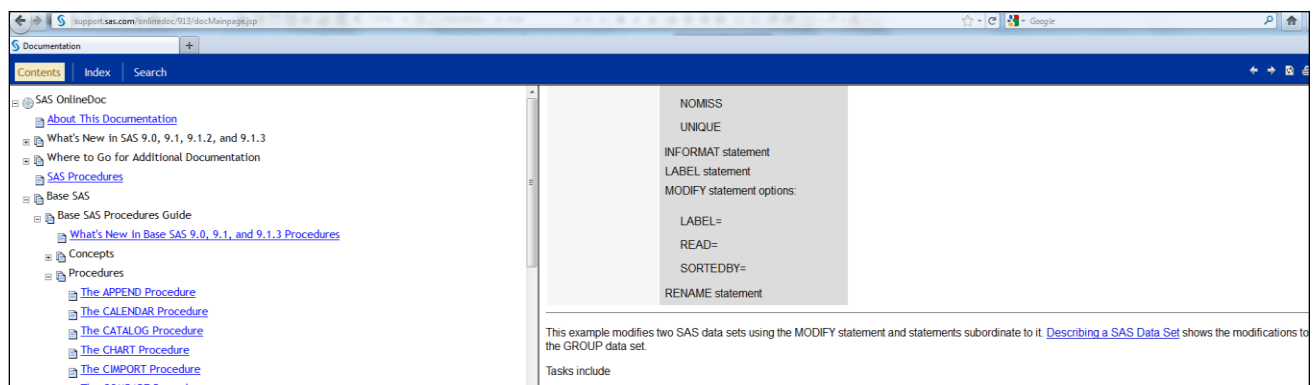 support.sas.com/onlinedoc/913/docMainpage.jsp
Google
Documentation
Contents
Index
Search
SAS OnlineDoc
About This Documentation
What's New in SAS 9.0, 9.1, 9.1.2, and 9.1.3
Where to Go for Additional Documentation
SAS Procedures
Base SAS
Base SAS Procedures Guide
What's New in Base SAS 9.0, 9.1, and 9.1.3 Procedures
Concepts
Procedures
The APPEND Procedure
The CALENDAR Procedure
The CATALOG Procedure
The CHART Procedure
The CIMPORT Procedure
NOMISS
UNIQUE
INFORMAT statement
LABEL statement
MODIFY statement options:
LABEL=
READ=
SORTEDBY=
RENAME statement
This example modifies two SAS data sets using the MODIFY statement and statements subordinate to it. Describing a SAS Data Set shows the modifications to
the GROUP data set.
Tasks include